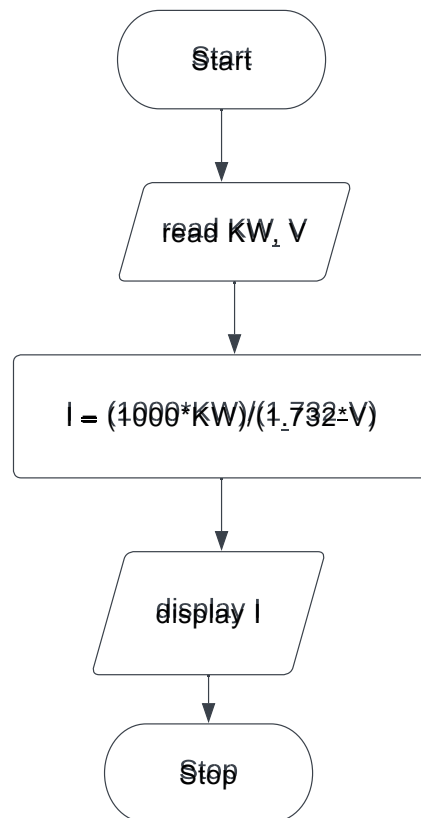 Start
read KW, V
I = (1000*KW)/(1.732*V)
display I
Stop